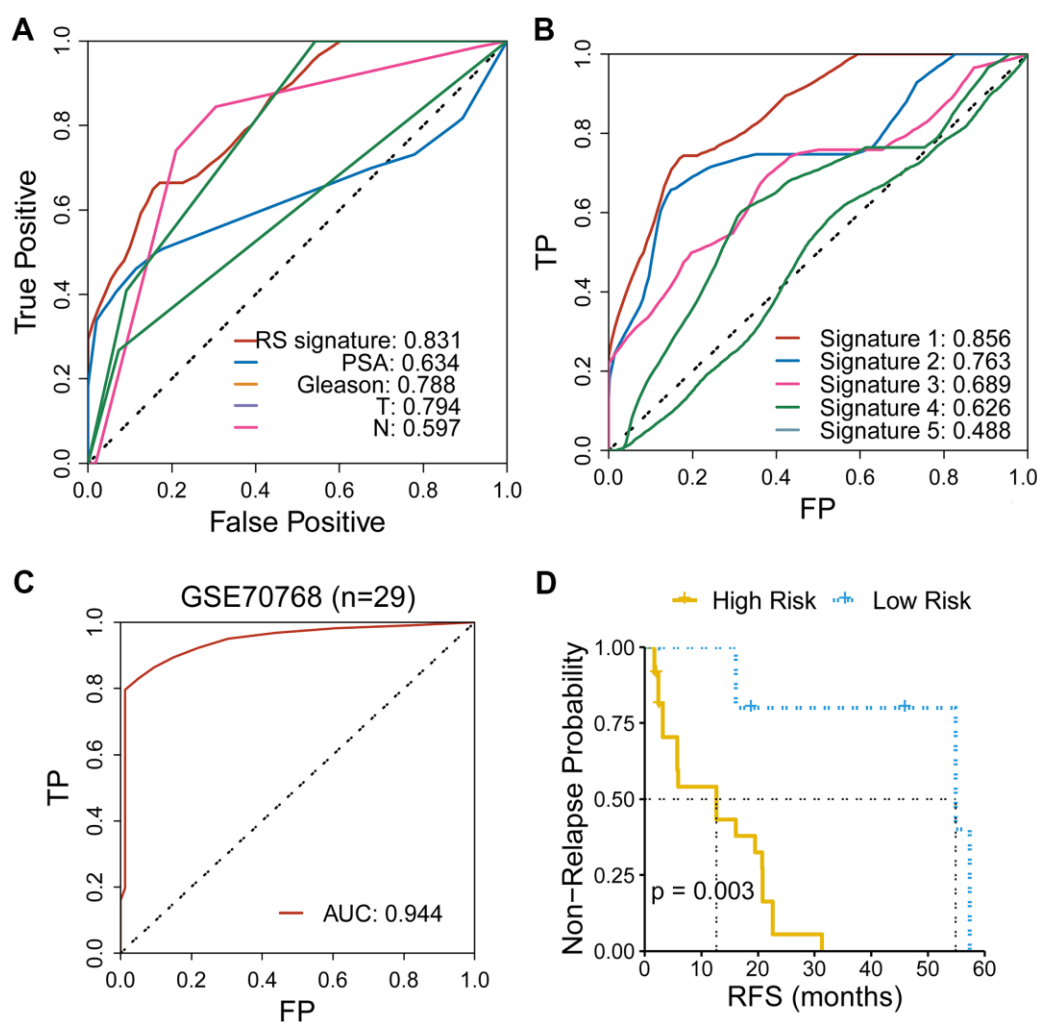 A
True Positive
1.0
0.8
0.6
0.4
0.2
0.0
RS signature: 0.831
PSA: 0.634
Gleason: 0.788
T: 0.794
N: 0.597
0.0 0.2 0.4 0.6 0.8 1.0
False Positive
B
TP
1.0
0.8
0.6
0.4
0.2
0.0
Signature 1: 0.856
Signature 2: 0.763
Signature 3: 0.689
Signature 4: 0.626
Signature 5: 0.488
0.0 0.2 0.4 0.6 0.8 1.0
FP
C
GSE70768 (n=29)
TP
1.0
0.8
0.6
0.4
0.2
0.0
AUC: 0.944
0.0 0.2 0.4 0.6 0.8 1.0
FP
D
High Risk Low Risk
Non−Relapse Probability
1.00
0.75
0.50
0.25
0.00
p = 0.003
0 10 20 30 40 50 60
RFS (months)